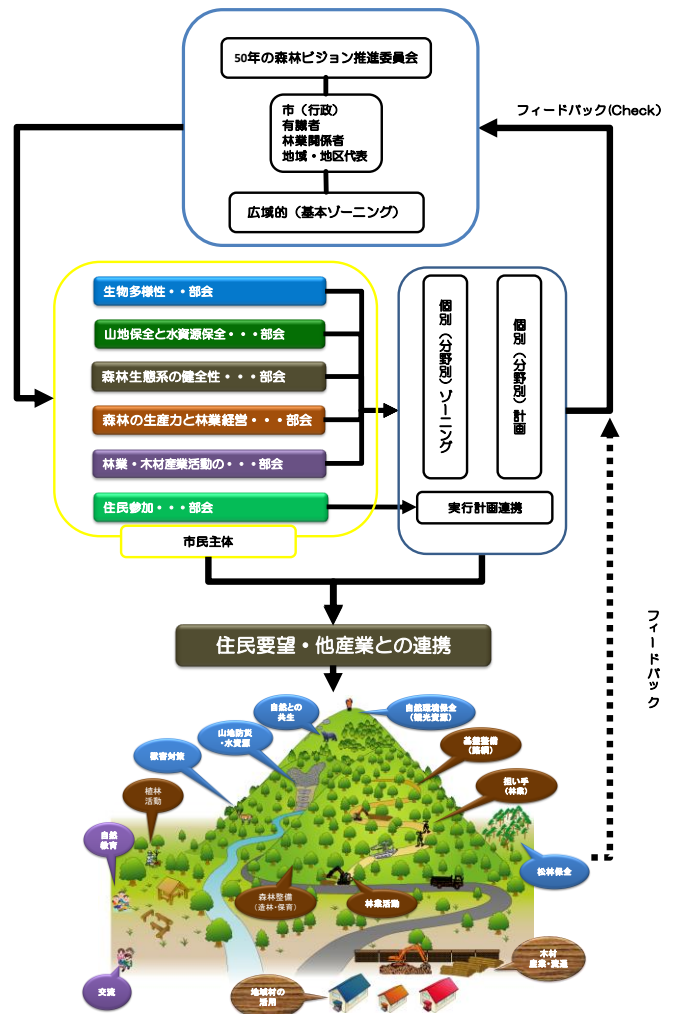 50年の森林ビジョン推進委員会
フィードバック(Check)
市（行政）
有識者
林業関係者
地域・地区代表
広域的（基本ゾーニング）
生物多様性・・部会
山地保全と水資源保全・・・部会
森林生態系の健全性・・・部会
森林の生産力と林業経営・・・部会
林業・木材産業活動の・・・部会
住民参加・・・部会
市民主体
個別（分野別）ゾーニング
個別（分野別）計画
実行計画連携
住民要望・他産業との連携
フィードバック
自然との
共生
自然環境保全
（観光資源）
山地防災
・水資源
基盤整備
（路網）
獣害対策
担い手
（林業）
植林
活動
自然
教育
松林保全
森林整備
（造林・保育）
林業活動
木材
産業・流通
交流
地域材の
活用